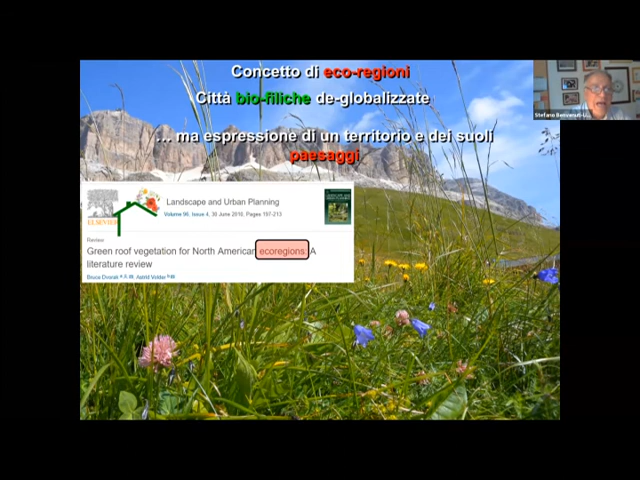 Concetto di eco-regioni
Città bio-filiche de-globalizzate
... ma espressione di un territorio e dei suoli
paesaggi
Stefano Benvenuti-U...
ELSEVIER
Landscape and Urban Planning
Volume 96, Issue 4, 30 June 2010, Pages 197-213
Review
Green roof vegetation for North American ecoregions: A
literature review
Bruce Dvorak
Astrid Volder